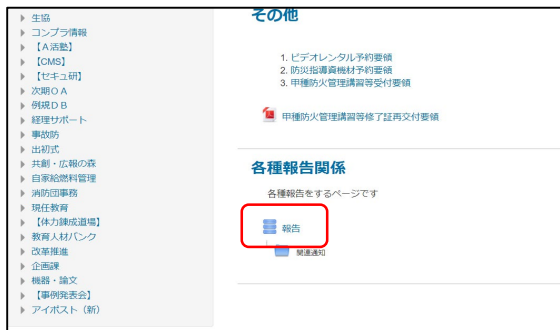 生協
コンプラ情報
【A活塾】
【CMS】
【セキュ研】
次期OA
例規DB
経理サポート
事故防
出初式
共創・広報の森
自家給燃料管理
消防団事務
現任教育
【体力錬成道場】
教育人材バンク
改革推進
企画課
機器・論文
【事例発表会】
アイポスト（新）
その他
1. ビデオレンタル予約要領
2. 防災指導資機材予約要領
3. 甲種防火管理講習等受付要領
甲種防火管理講習等修了証再交付要領
各種報告関係
各種報告をするページです
報告
関連通知